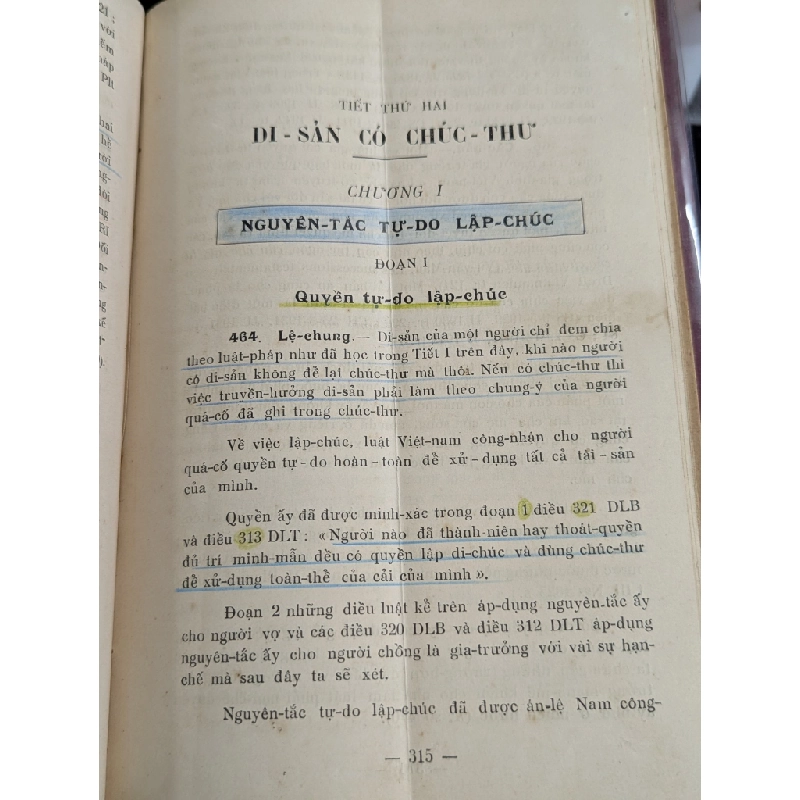 21 ;
với
TIẾT THỨ HAI
DI-SẢN CÓ CHÚC-THƯ
CHƯƠNG I
NGUYÊN-TẮC TỰ-DO LẬP-CHÚC
ĐOẠN I
Quyền tự-do lập-chúc
464. Lệ-chung. — Di-sản của một người chỉ đem chia
theo luật-pháp như đã học trong Tiết I trên đây, khi nào người
có di-sản không để lại chúc-thư mà thôi. Nếu có chúc-thư thì
việc truyền-hưởng di-sản phải làm theo chung-ý của người
quá-cố đã ghi trong chúc-thư.
Về việc lập-chúc, luật Việt-nam công-nhận cho người
quá-cố quyền tự-do hoàn-toàn để xử-dụng tất cả tài-sản
của mình.
Quyền ấy đã được minh-xác trong đoạn 1 điều 321 DLB
và điều 313 DLT : « Người nào đã thành-niên hay thoát-quyền
đủ trí minh-mẫn đều có quyền lập di-chúc và dùng chúc-thư
để xử-dụng toàn-thể của cải của mình ».
Đoạn 2 những điều luật kể trên áp-dụng nguyên-tắc ấy
cho người vợ và các điều 320 DLB và điều 312 DLT áp-dụng
nguyên-tắc ấy cho người chồng là gia-trưởng với vài sự hạn-
chế mà sau đây ta sẽ xét.
Nguyên-tắc tự-do lập-chúc đã được án-lệ Nam công-
— 315 —